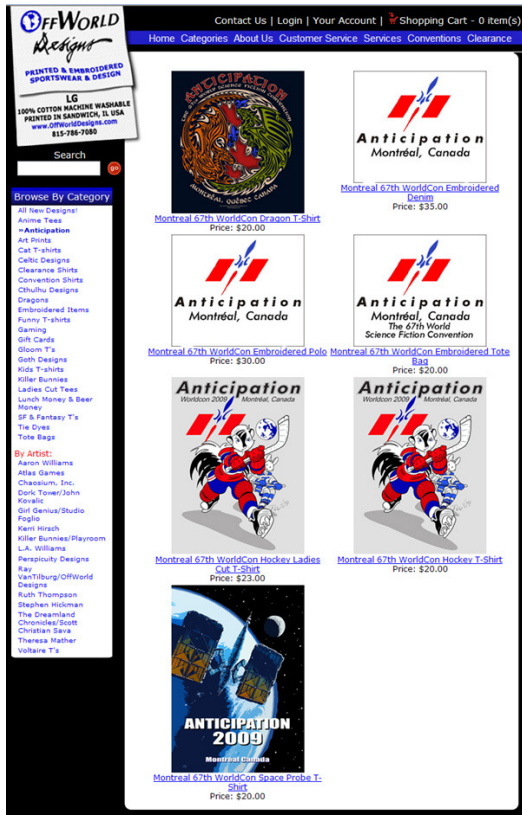 OffWorld
Designs
PRINTED & EMBROIDERED
SPORTSWEAR & DESIGN
LG
100% COTTON MACHINE WASHABLE
PRINTED IN SANDWICH, IL USA
www.OffWorldDesigns.com
815-786-7080
Contact Us | Login | Your Account | Shopping Cart - 0 item(s)
Home Categories About Us Customer Service Services Conventions Clearance
Search
go
Browse By Category
All New Designs!
Anime Tees
»Anticipation
Art Prints
Cat T-shirts
Celtic Designs
Clearance Shirts
Convention Shirts
Cthulhu Designs
Dragons
Embroidered Items
Funny T-shirts
Gaming
Gift Cards
Gloom T's
Goth Designs
Kids T-shirts
Killer Bunnies
Ladies Cut Tees
Lunch Money & Beer
Money
SF & Fantasy T's
Tie Dyes
Tote Bags
By Artist:
Aaron Williams
Atlas Games
Chaosium, Inc.
Dork Tower/John
Kovalic
Girl Genius/Studio
Foglio
Kerri Hirsch
Killer Bunnies/Playroom
L.A. Williams
Perspicuity Designs
Ray
VanTilburg/OffWorld
Designs
Ruth Thompson
Stephen Hickman
The Dreamland
Chronicles/Scott
Christian Sava
Theresa Mather
Voltaire T's
ANTICIPATION
MONTRÉAL, QUÉBEC CANADA
Montreal 67th WorldCon Dragon T-Shirt
Price: $20.00
Anticipation
Montréal, Canada
Montreal 67th WorldCon Embroidered
Denim
Price: $35.00
Anticipation
Montréal, Canada
Montreal 67th WorldCon Embroidered Polo
Price: $30.00
Anticipation
Montréal, Canada
The 67th World
Science Fiction Convention
Montreal 67th WorldCon Embroidered Tote
Bag
Price: $20.00
Anticipation
Worldcon 2009 Montréal, Canada
Montreal 67th WorldCon Hockey Ladies
Cut T-Shirt
Price: $23.00
Anticipation
Worldcon 2009 Montréal, Canada
Montreal 67th WorldCon Hockey T-Shirt
Price: $20.00
ANTICIPATION
2009
Montreal Canada
Montreal 67th WorldCon Space Probe T-
Shirt
Price: $20.00